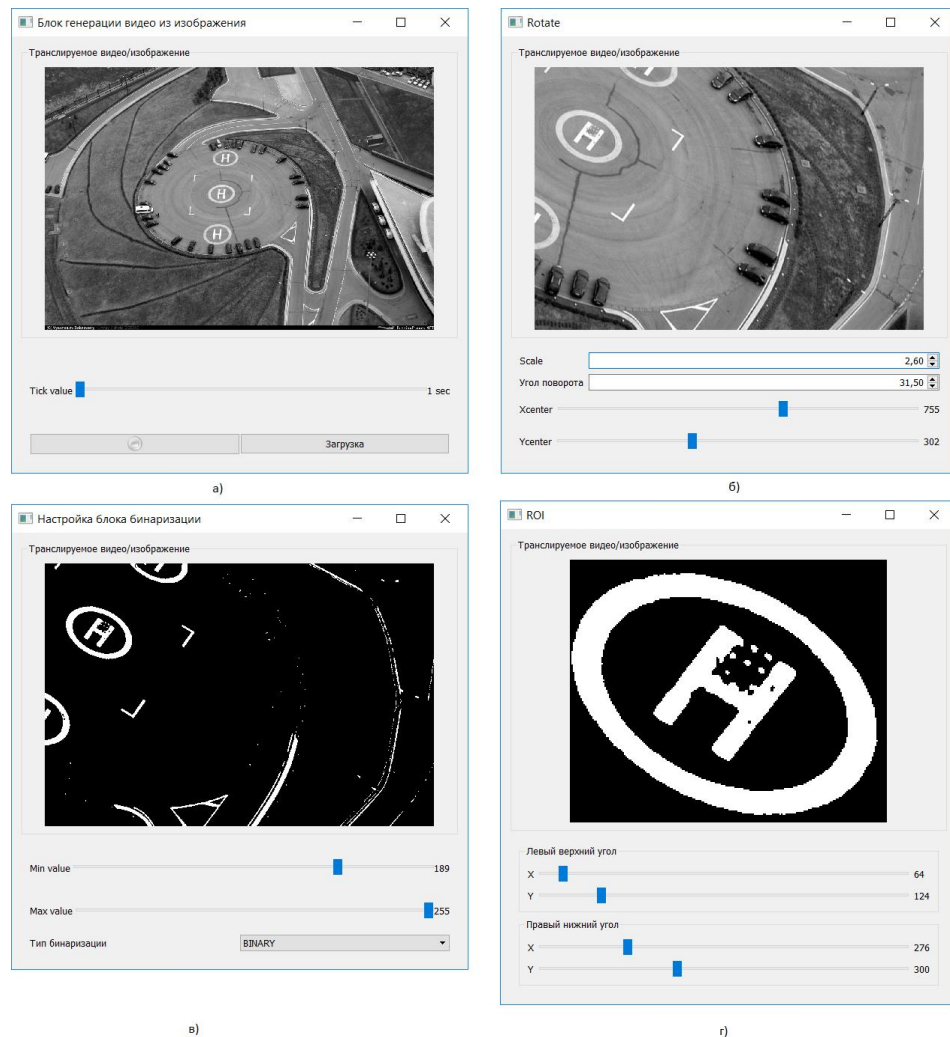 Блок генерации видео из изображения
Транслируемое видео/изображение
H
H
H
Tick value 1 sec
Загрузка
а)
Rotate
Транслируемое видео/изображение
H
Scale 2,60
Угол поворота 31,50
Xcenter 755
Ycenter 302
б)
Настройка блока бинаризации
Транслируемое видео/изображение
H
Min value 189
Max value 255
Тип бинаризации BINARY
в)
ROI
Транслируемое видео/изображение
H
Левый верхний угол
X 64
Y 124
Правый нижний угол
X 276
Y 300
г)